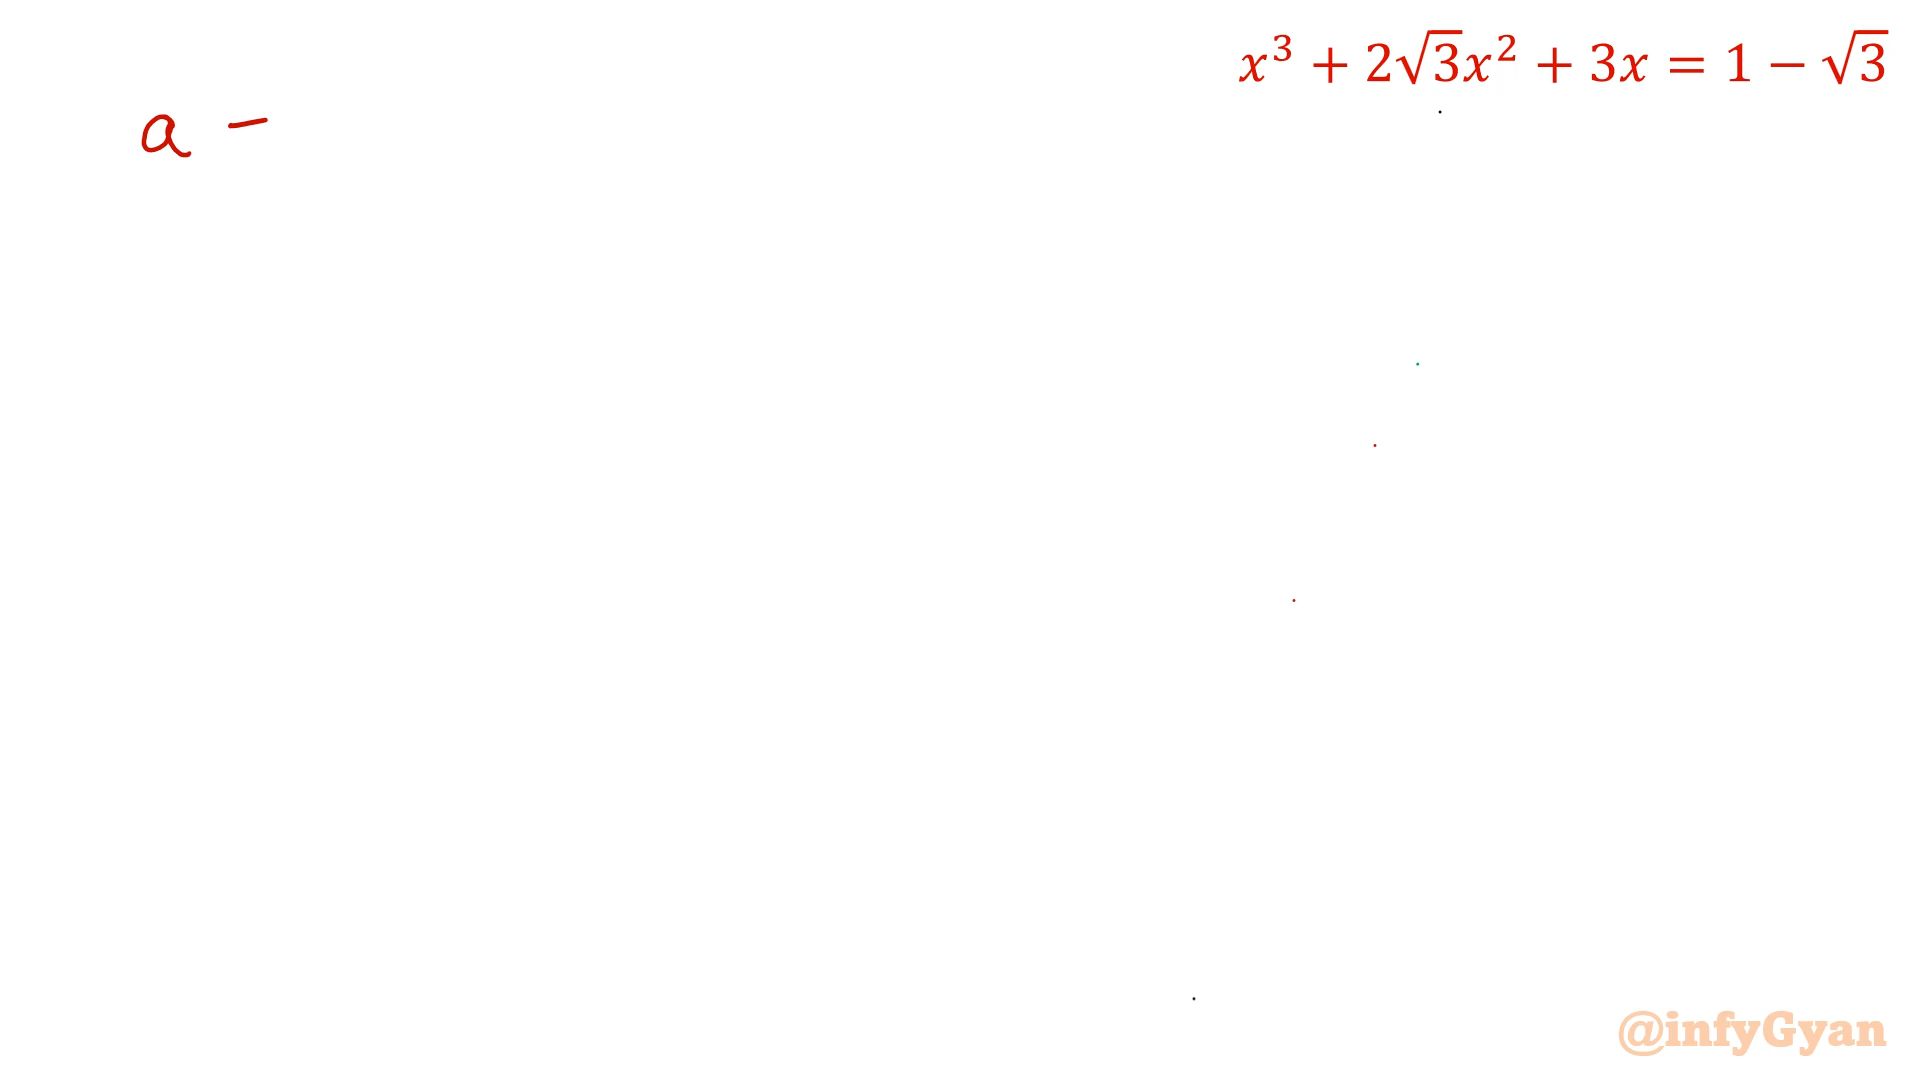 x³ + 2√3x² + 3x = 1 − √3
a −
@infyGyan